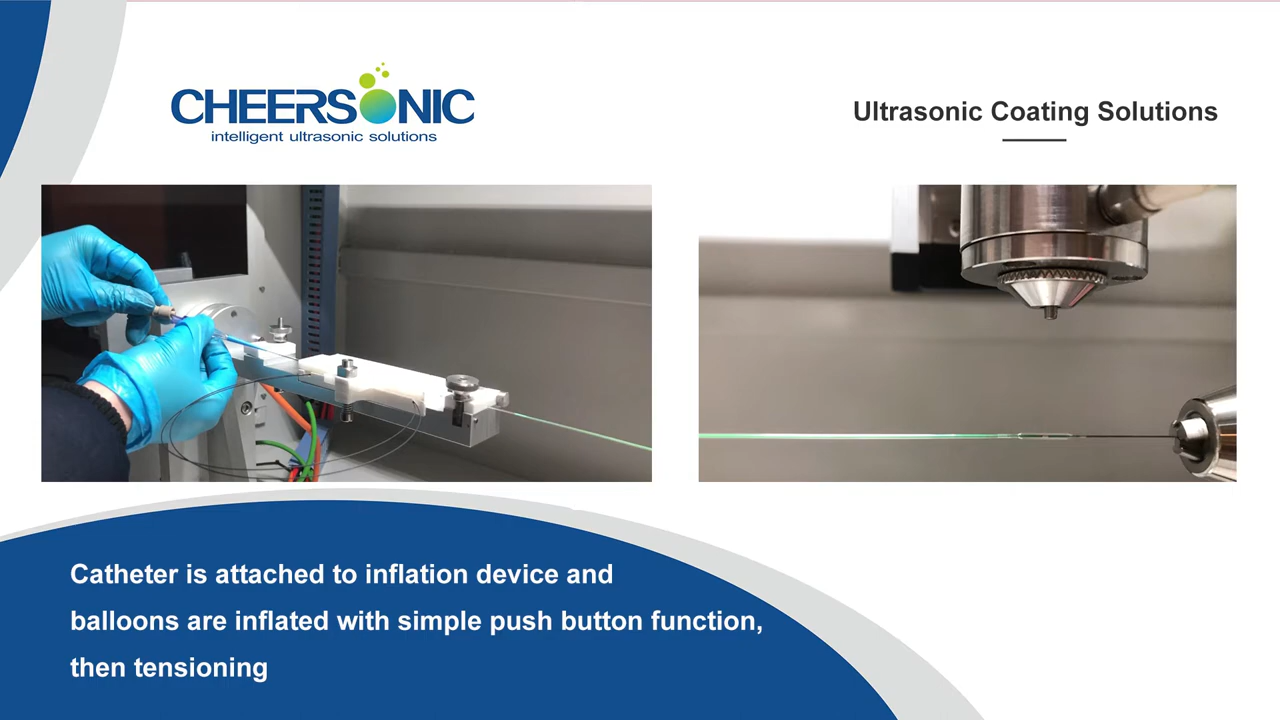 CHEERSONIC
intelligent ultrasonic solutions
Ultrasonic Coating Solutions
Catheter is attached to inflation device and
balloons are inflated with simple push button function,
then tensioning